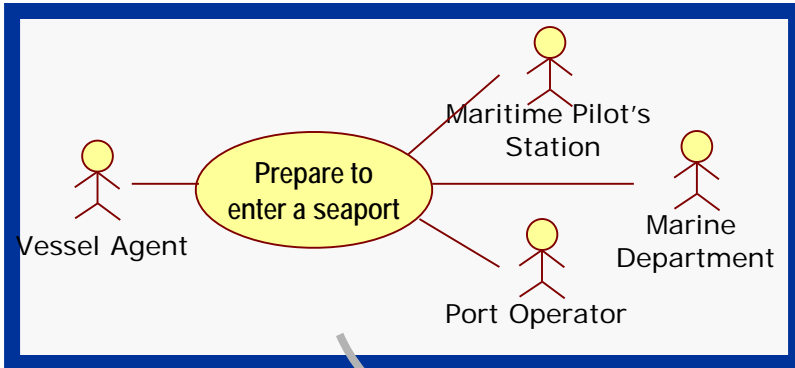 Maritime Pilot's
Station
Prepare to
enter a seaport
Vessel Agent
Marine
Department
Port Operator